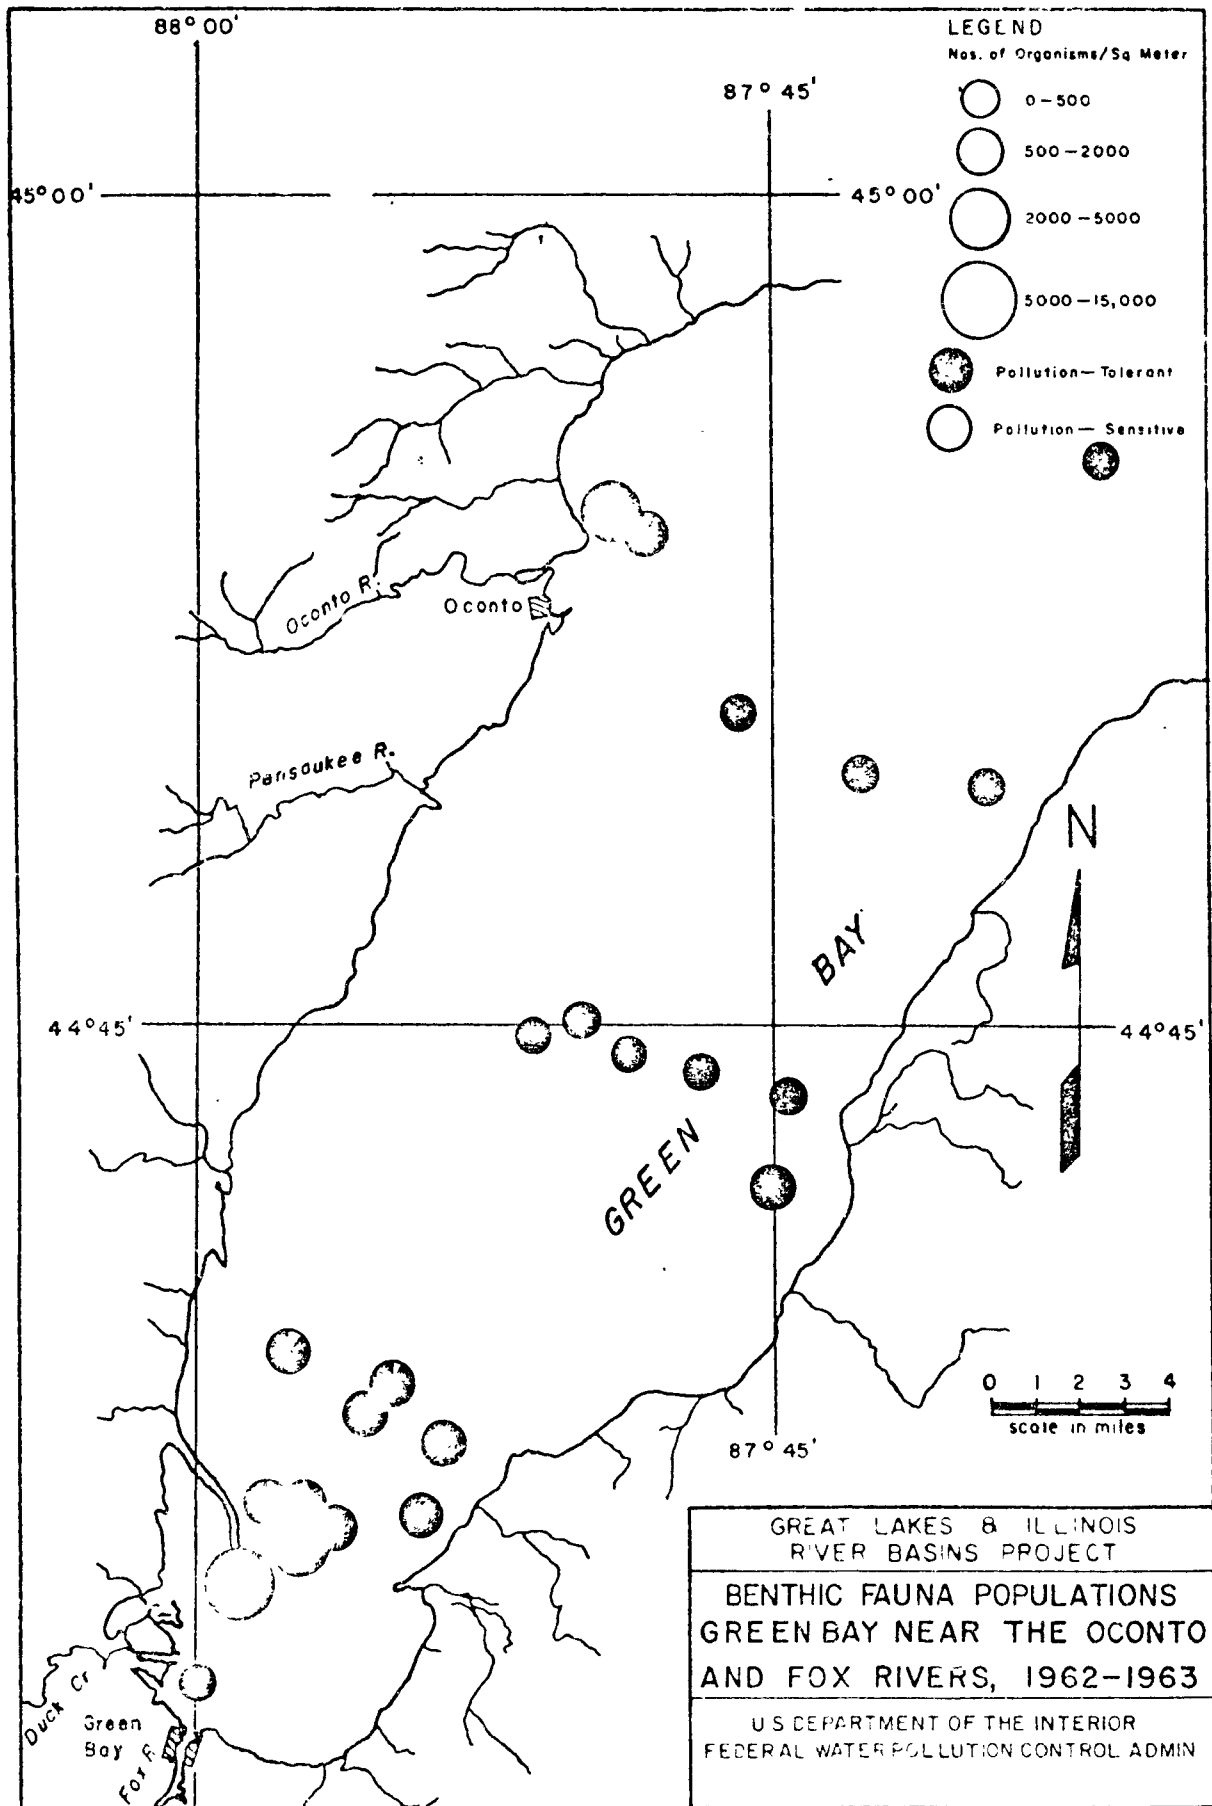 88° 00'
LEGEND
Nos. of Organisms/Sq Meter
87° 45'
0-500
500-2000
45° 00'
45° 00'
2000-5000
5000-15,000
Pollution-Tolerant
Pollution-Sensitive
Oconto R.
Oconto
Pensaukee R.
N
BAY
44° 45'
44° 45'
GREEN
0 1 2 3 4
scale in miles
87° 45'
GREAT LAKES & ILLINOIS
RIVER BASINS PROJECT
BENTHIC FAUNA POPULATIONS
GREEN BAY NEAR THE OCONTO
AND FOX RIVERS, 1962-1963
Duck Cr
Green
Bay
Fox R.
U S DEPARTMENT OF THE INTERIOR
FEDERAL WATER POLLUTION CONTROL ADMIN